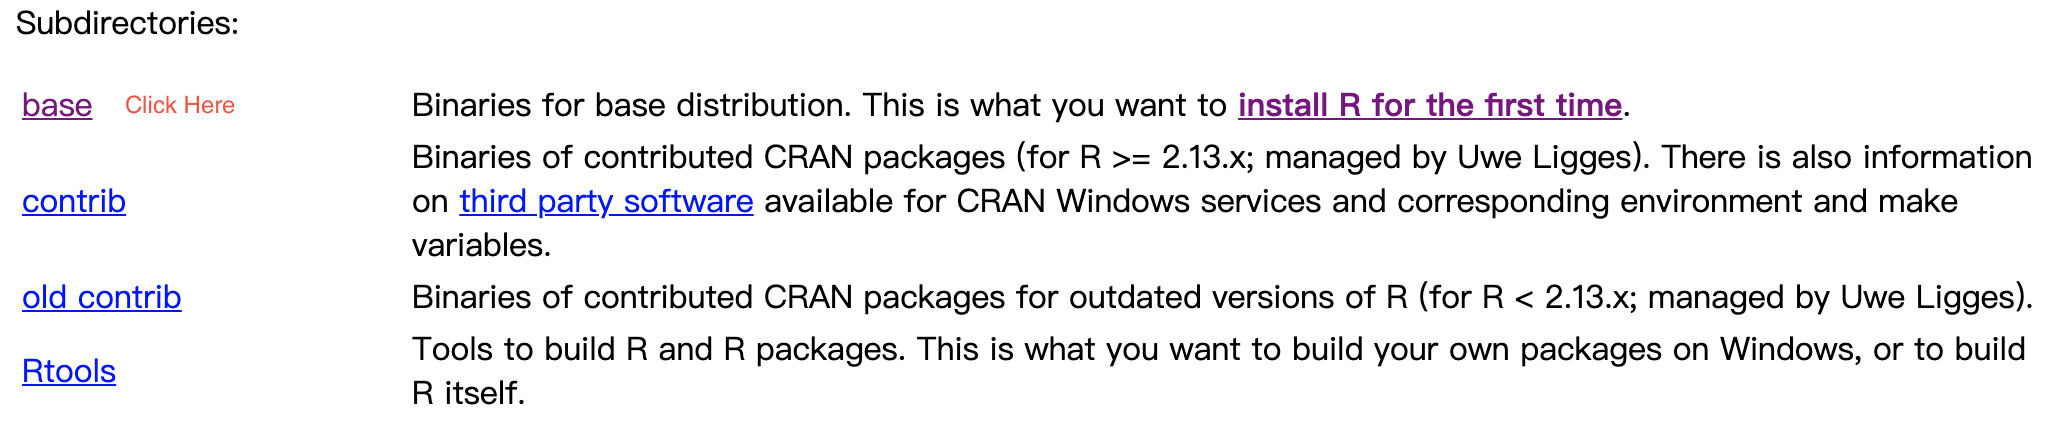 Subdirectories:
base Click Here Binaries for base distribution. This is what you want to install R for the first time.
Binaries of contributed CRAN packages (for R >= 2.13.x; managed by Uwe Ligges). There is also information
contrib on third party software available for CRAN Windows services and corresponding environment and make
variables.
old contrib Binaries of contributed CRAN packages for outdated versions of R (for R < 2.13.x; managed by Uwe Ligges).
Tools to build R and R packages. This is what you want to build your own packages on Windows, or to build
Rtools
R itself.